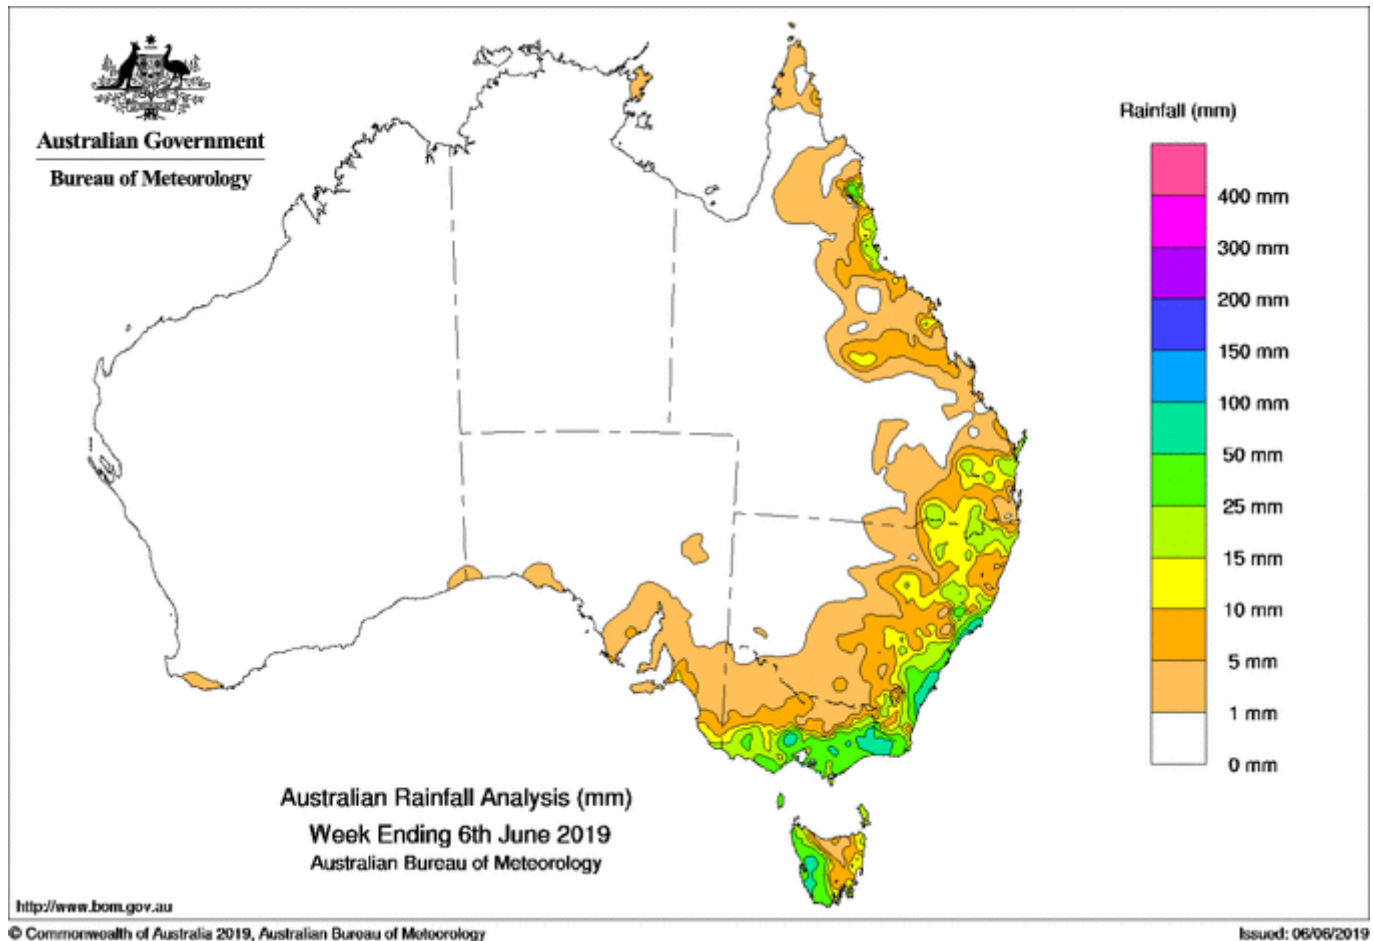 Australian Government
Bureau of Meteorology
Rainfall (mm)
400 mm
300 mm
200 mm
150 mm
100 mm
50 mm
25 mm
15 mm
10 mm
5 mm
1 mm
0 mm
Australian Rainfall Analysis (mm)
Week Ending 6th June 2019
Australian Bureau of Meteorology
http://www.bom.gov.au
© Commonwealth of Australia 2019, Australian Bureau of Meteorology
Issued: 06/06/2019